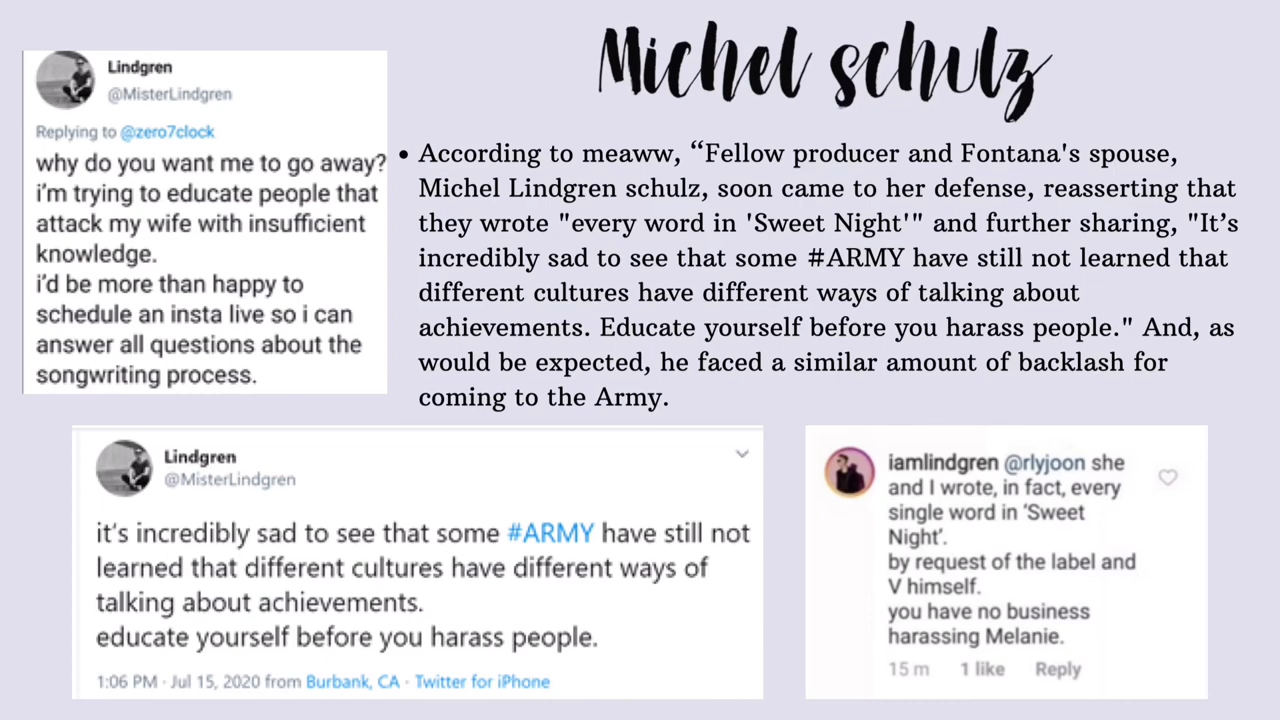 Michel schulz
Lindgren
@MisterLindgren
Replying to @zero7clock
why do you want me to go away?
i'm trying to educate people that
attack my wife with insufficient
knowledge.
i'd be more than happy to
schedule an insta live so i can
answer all questions about the
songwriting process.
• According to meaww, “Fellow producer and Fontana's spouse,
Michel Lindgren schulz, soon came to her defense, reasserting that
they wrote "every word in 'Sweet Night'" and further sharing, "It’s
incredibly sad to see that some #ARMY have still not learned that
different cultures have different ways of talking about
achievements. Educate yourself before you harass people." And, as
would be expected, he faced a similar amount of backlash for
coming to the Army.
Lindgren
@MisterLindgren
it's incredibly sad to see that some #ARMY have still not
learned that different cultures have different ways of
talking about achievements.
educate yourself before you harass people.
1:06 PM · Jul 15, 2020 from Burbank, CA · Twitter for iPhone
iamlindgren @rlyjoon she
and I wrote, in fact, every
single word in ‘Sweet
Night’.
by request of the label and
V himself.
you have no business
harassing Melanie.
15 m 1 like Reply